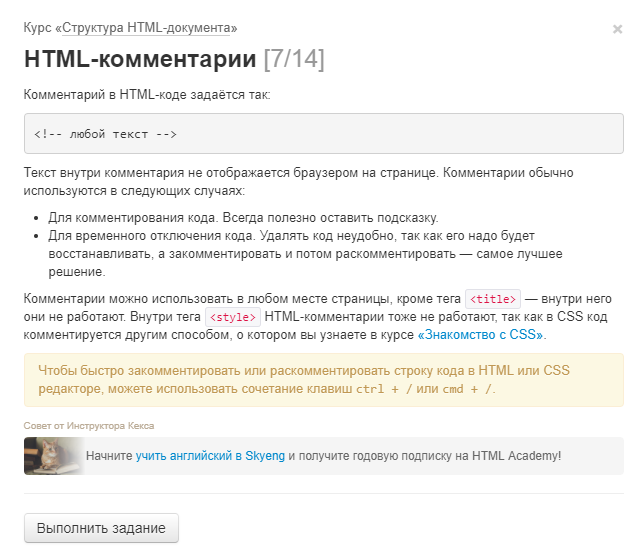 Курс «Структура HTML-документа»
×
HTML-комментарии [7/14]
Комментарий в HTML-коде задаётся так:
<!-- любой текст -->
Текст внутри комментария не отображается браузером на странице. Комментарии обычно
используются в следующих случаях:
• Для комментирования кода. Всегда полезно оставить подсказку.
• Для временного отключения кода. Удалять код неудобно, так как его надо будет
восстанавливать, а закомментировать и потом раскомментировать — самое лучшее
решение.
Комментарии можно использовать в любом месте страницы, кроме тега <title> — внутри него
они не работают. Внутри тега <style> HTML-комментарии тоже не работают, так как в CSS код
комментируется другим способом, о котором вы узнаете в курсе «Знакомство с CSS».
Чтобы быстро закомментировать или раскомментировать строку кода в HTML или CSS
редакторе, можете использовать сочетание клавиш ctrl + / или cmd + /.
Совет от Инструктора Кекса
Начните учить английский в Skyeng и получите годовую подписку на HTML Academy!
Выполнить задание